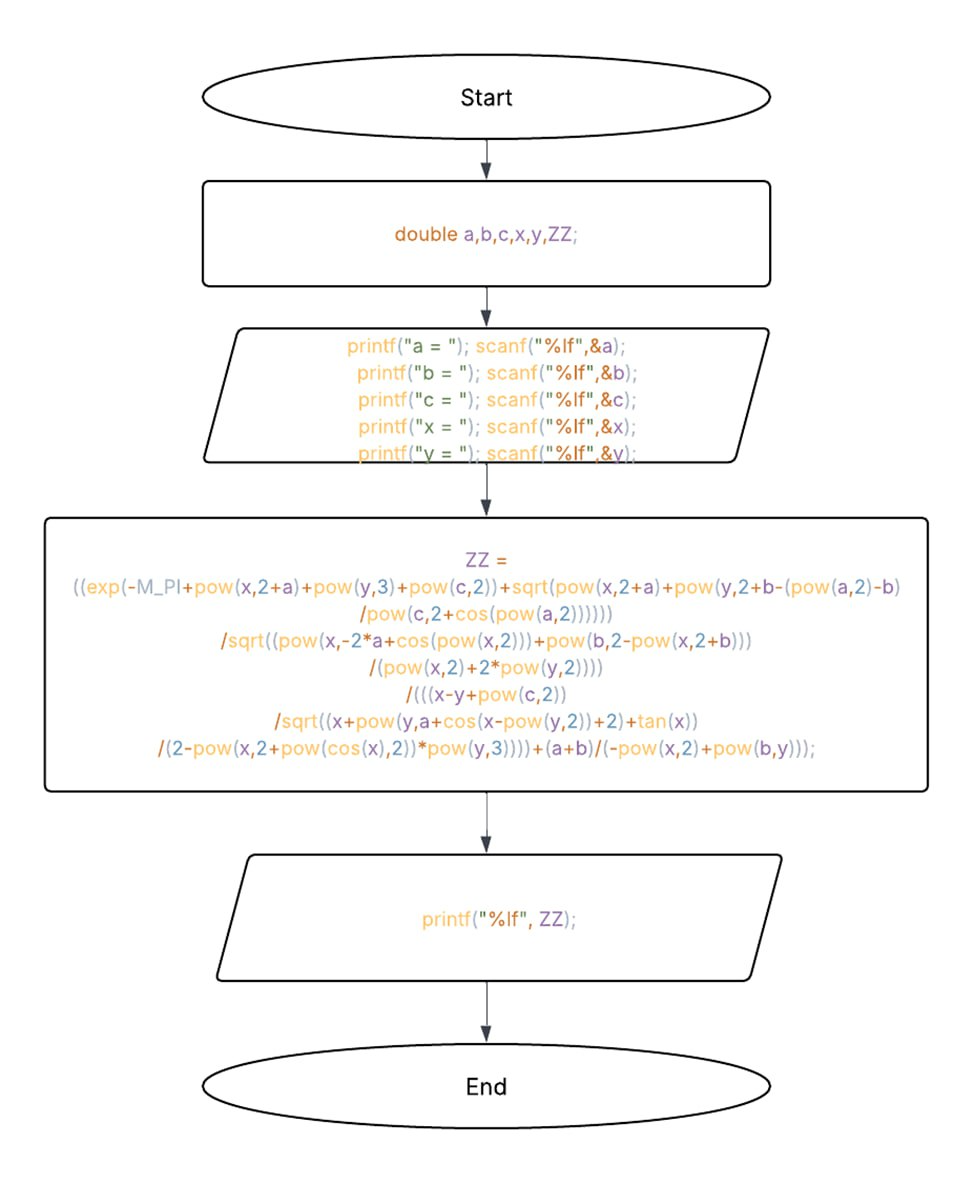 Start
double a,b,c,x,y,ZZ;
printf("a = "); scanf("%lf",&a);
printf("b = "); scanf("%lf",&b);
printf("c = "); scanf("%lf",&c);
printf("x = "); scanf("%lf",&x);
printf("y = "); scanf("%lf",&y);
ZZ =
((exp(-M_PI+pow(x,2+a)+pow(y,3)+pow(c,2))+sqrt(pow(x,2+a)+pow(y,2+b-(pow(a,2)-b)
/pow(c,2+cos(pow(a,2))))))
/sqrt((pow(x,-2*a+cos(pow(x,2)))+pow(b,2-pow(x,2+b)))
/(pow(x,2)+2*pow(y,2))))
/(((x-y+pow(c,2))
/sqrt((x+pow(y,a+cos(x-pow(y,2))+2)+tan(x))
/(2-pow(x,2+pow(cos(x),2))*pow(y,3))))+(a+b)/(-pow(x,2)+pow(b,y)));
printf("%lf", ZZ);
End